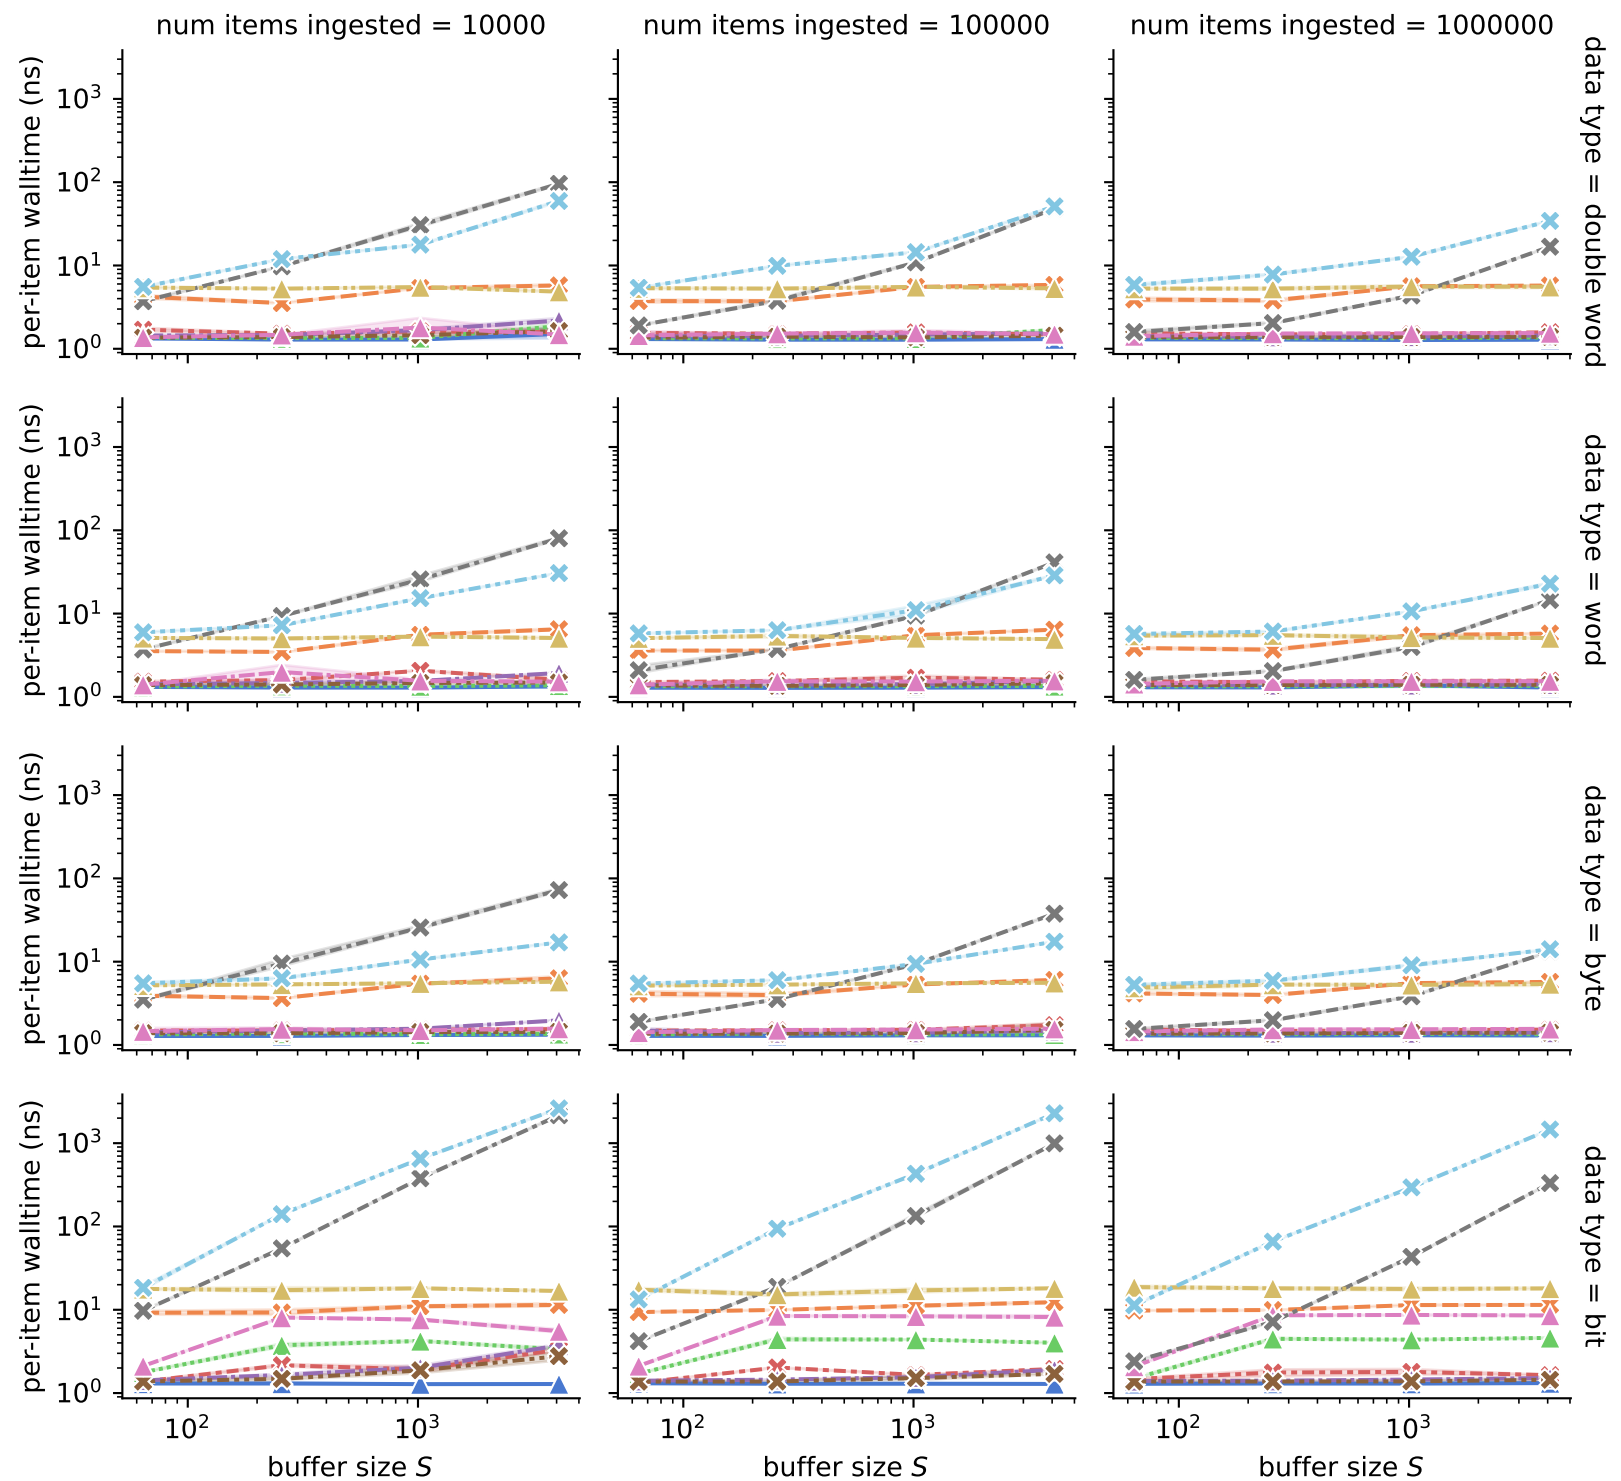 num items ingested = 10000
num items ingested = 100000
num items ingested = 1000000
per-item walltime (ns)
10³
10²
10¹
10⁰
data type = double word
per-item walltime (ns)
10³
10²
10¹
10⁰
data type = word
per-item walltime (ns)
10³
10²
10¹
10⁰
data type = byte
per-item walltime (ns)
10³
10²
10¹
10⁰
data type = bit
10² 10³ 10² 10³ 10² 10³
buffer size S
buffer size S
buffer size S